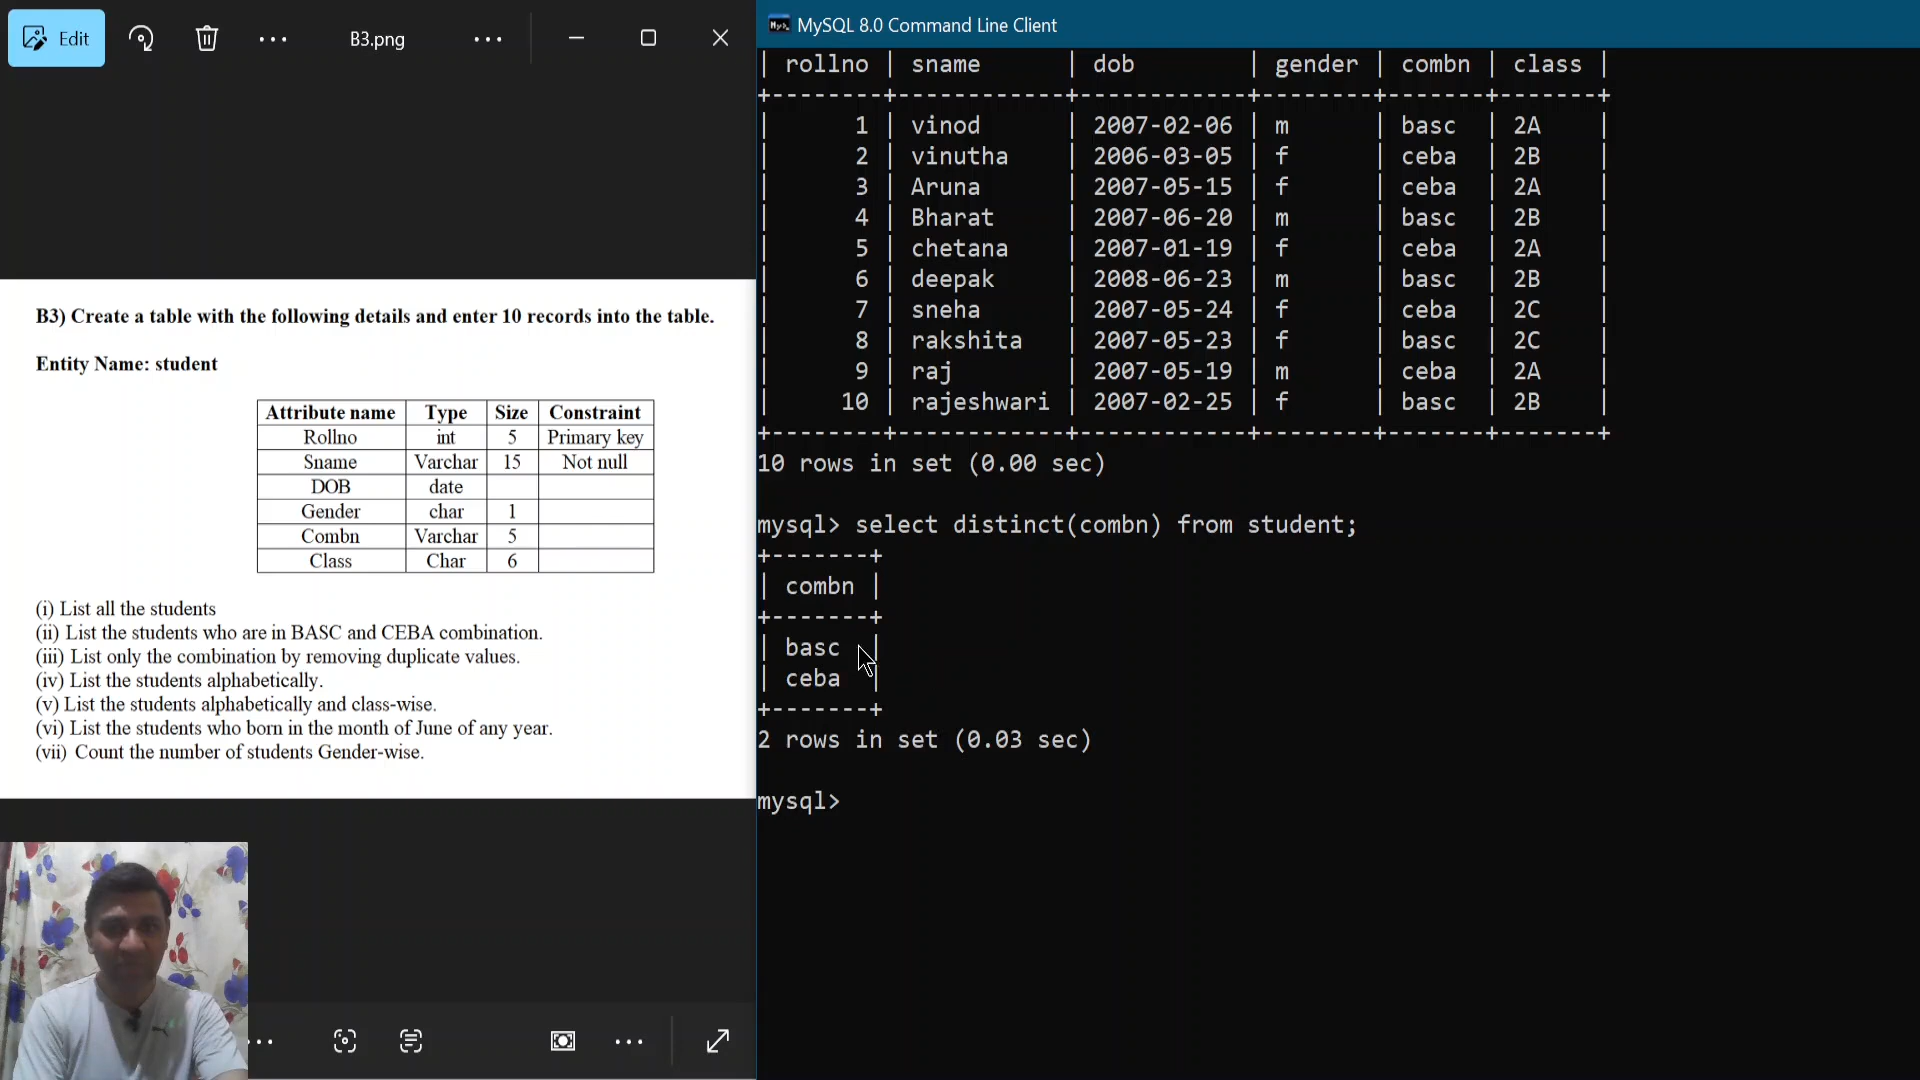 Edit
B3.png
B3) Create a table with the following details and enter 10 records into the table.
Entity Name: student
Attribute name Type Size Constraint
Rollno int 5 Primary key
Sname Varchar 15 Not null
DOB date
Gender char 1
Combn Varchar 5
Class Char 6
(i) List all the students
(ii) List the students who are in BASC and CEBA combination.
(iii) List only the combination by removing duplicate values.
(iv) List the students alphabetically.
(v) List the students alphabetically and class-wise.
(vi) List the students who born in the month of June of any year.
(vii) Count the number of students Gender-wise.
MySQL 8.0 Command Line Client
| rollno | sname | dob | gender | combn | class |
+--------+------------+------------+--------+-------+-------+
| 1 | vinod | 2007-02-06 | m | basc | 2A |
| 2 | vinutha | 2006-03-05 | f | ceba | 2B |
| 3 | Aruna | 2007-05-15 | f | ceba | 2A |
| 4 | Bharat | 2007-06-20 | m | basc | 2B |
| 5 | chetana | 2007-01-19 | f | ceba | 2A |
| 6 | deepak | 2008-06-23 | m | basc | 2B |
| 7 | sneha | 2007-05-24 | f | ceba | 2C |
| 8 | rakshita | 2007-05-23 | f | basc | 2C |
| 9 | raj | 2007-05-19 | m | ceba | 2A |
| 10 | rajeshwari | 2007-02-25 | f | basc | 2B |
+--------+------------+------------+--------+-------+-------+
10 rows in set (0.00 sec)
mysql> select distinct(combn) from student;
+-------+
| combn |
+-------+
| basc |
| ceba |
+-------+
2 rows in set (0.03 sec)
mysql>